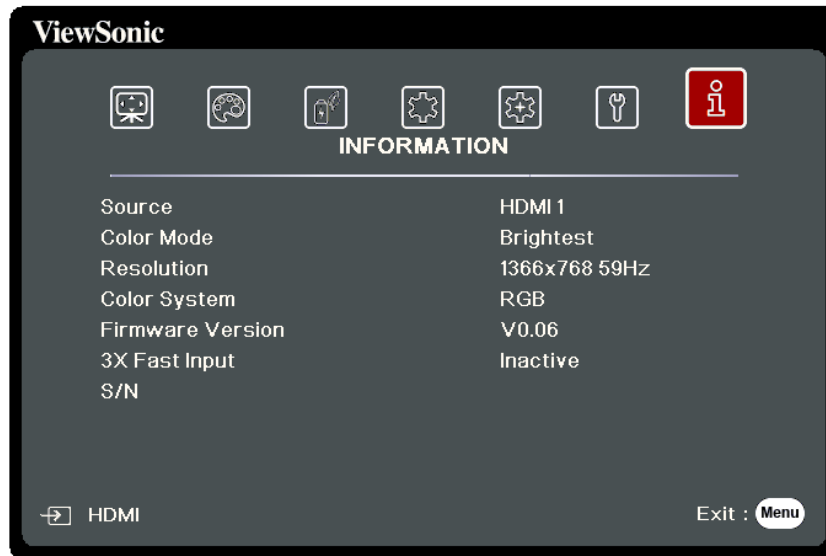 ViewSonic
INFORMATION
Source HDMI 1
Color Mode Brightest
Resolution 1366x768 59Hz
Color System RGB
Firmware Version V0.06
3X Fast Input Inactive
S/N
HDMI Exit : Menu